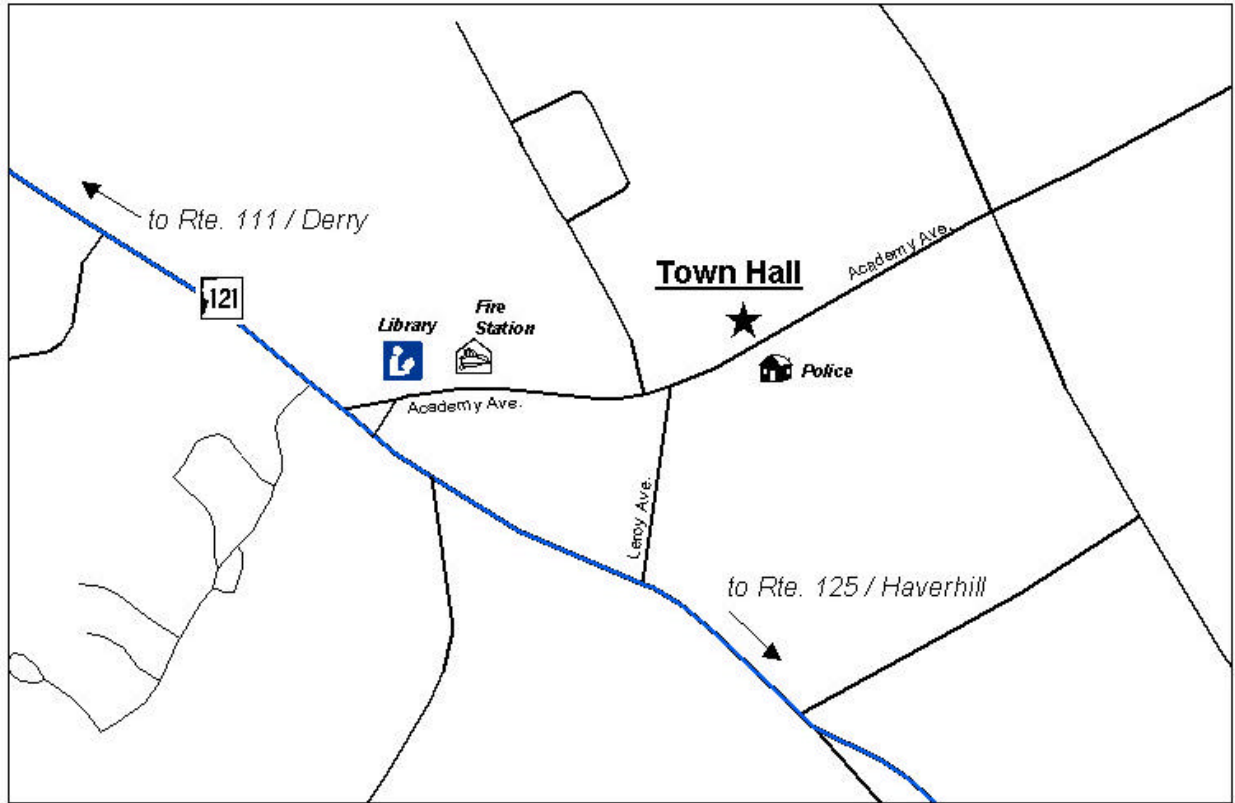 to Rte. 111 / Derry
121
Library
Fire
Station
Town Hall
Academy Ave.
Police
Academy Ave.
Leroy Ave.
to Rte. 125 / Haverhill